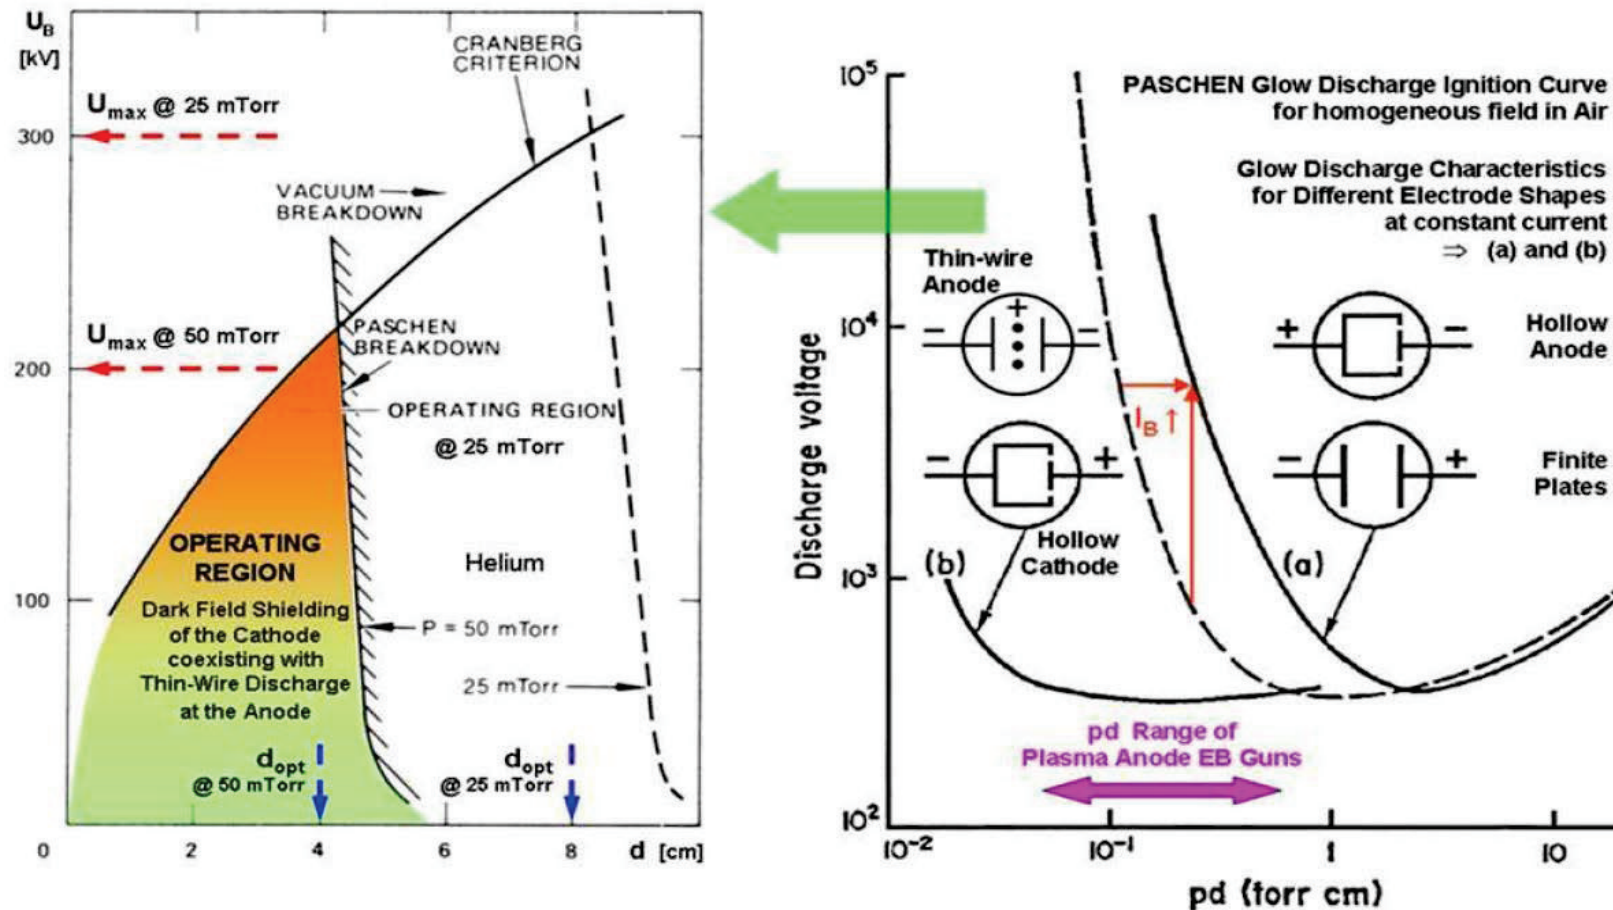 U_B
[kV]
CRANBERG
CRITERION
U_max @ 25 mTorr
300
VACUUM
BREAKDOWN
U_max @ 50 mTorr
PASCHEN
BREAKDOWN
200
OPERATING REGION
@ 25 mTorr
OPERATING
REGION
Helium
100
Dark Field Shielding
of the Cathode
coexisting with
Thin-Wire Discharge
at the Anode
P = 50 mTorr
25 mTorr
d_opt
@ 50 mTorr
d_opt
@ 25 mTorr
0 2 4 6 8 d [cm]
10^5
PASCHEN Glow Discharge Ignition Curve
for homogeneous field in Air
Glow Discharge Characteristics
for Different Electrode Shapes
at constant current
⇒ (a) and (b)
Thin-wire
Anode
+
− −
10^4
+ −
Hollow
Anode
Discharge voltage
I_B ↑
− +
− +
Finite
Plates
Hollow
Cathode
(b)
(a)
10^3
pd Range of
Plasma Anode EB Guns
10^2
10^-2 10^-1 1 10
pd (torr cm)